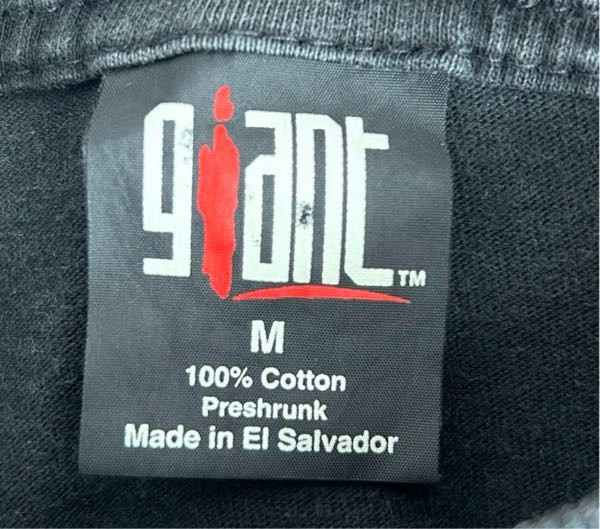 giant™
M
100% Cotton
Preshrunk
Made in El Salvador